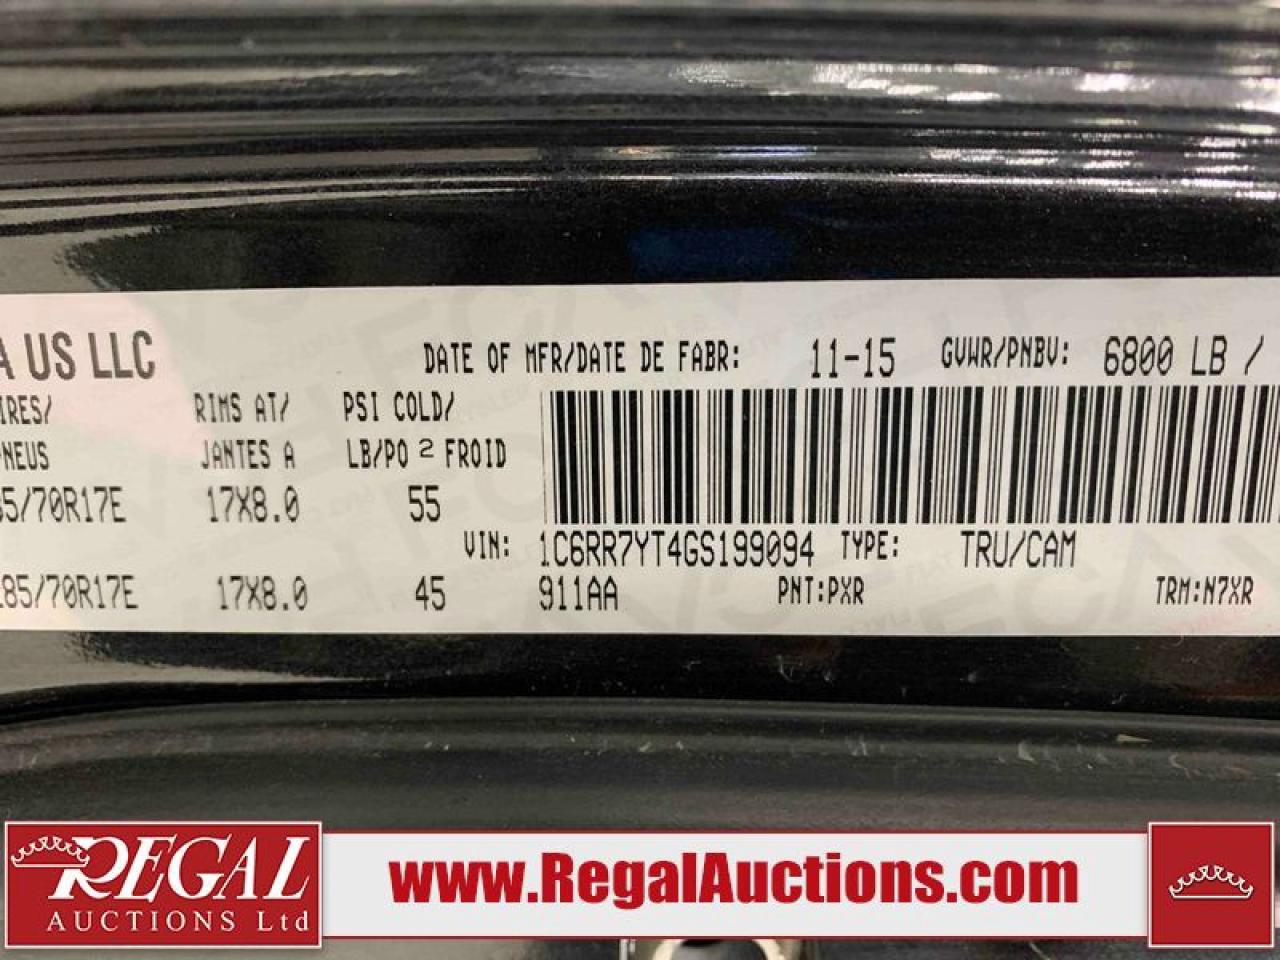 A US LLC
DATE OF MFR/DATE DE FABR: 11-15 GVWR/PNBV: 6800 LB /
IRES/ RIMS AT/ PSI COLD/
NEUS JANTES A LB/PO 2 FROID
85/70R17E 17X8.0 55
VIN: 1C6RR7YT4GS199094 TYPE: TRU/CAM
285/70R17E 17X8.0 45 911AA PNT:PXR TRM:N7XR
REGAL
AUCTIONS Ltd
www.RegalAuctions.com